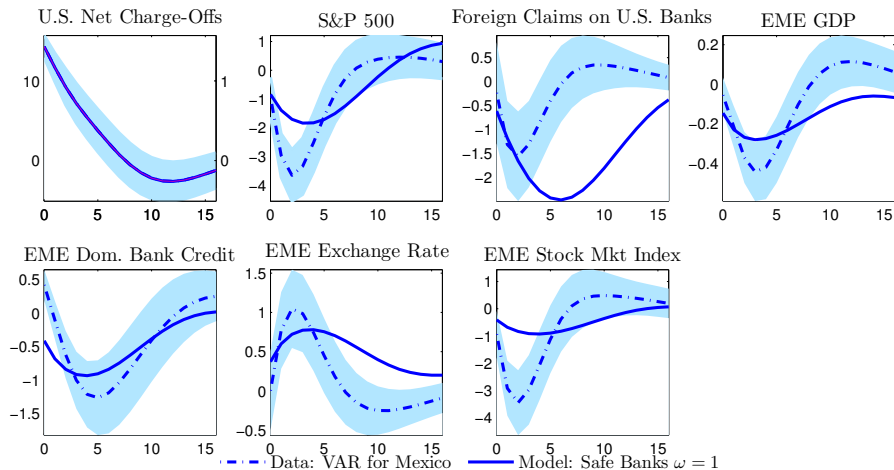 U.S. Net Charge-Offs
S&P 500
Foreign Claims on U.S. Banks
EME GDP
10
0
1
0
0 5 10 15
1
0
−1
−2
−3
−4
0 5 10 15
0.5
0
−0.5
−1
−1.5
−2
0 5 10 15
0.2
0
−0.2
−0.4
0 5 10 15
EME Dom. Bank Credit
EME Exchange Rate
EME Stock Mkt Index
0.5
0
−0.5
−1
−1.5
0 5 10 15
1.5
1
0.5
0
0 5 10 15
1
0
−1
−2
−3
−4
0 5 10 15
Data: VAR for Mexico
Model: Safe Banks ω = 1